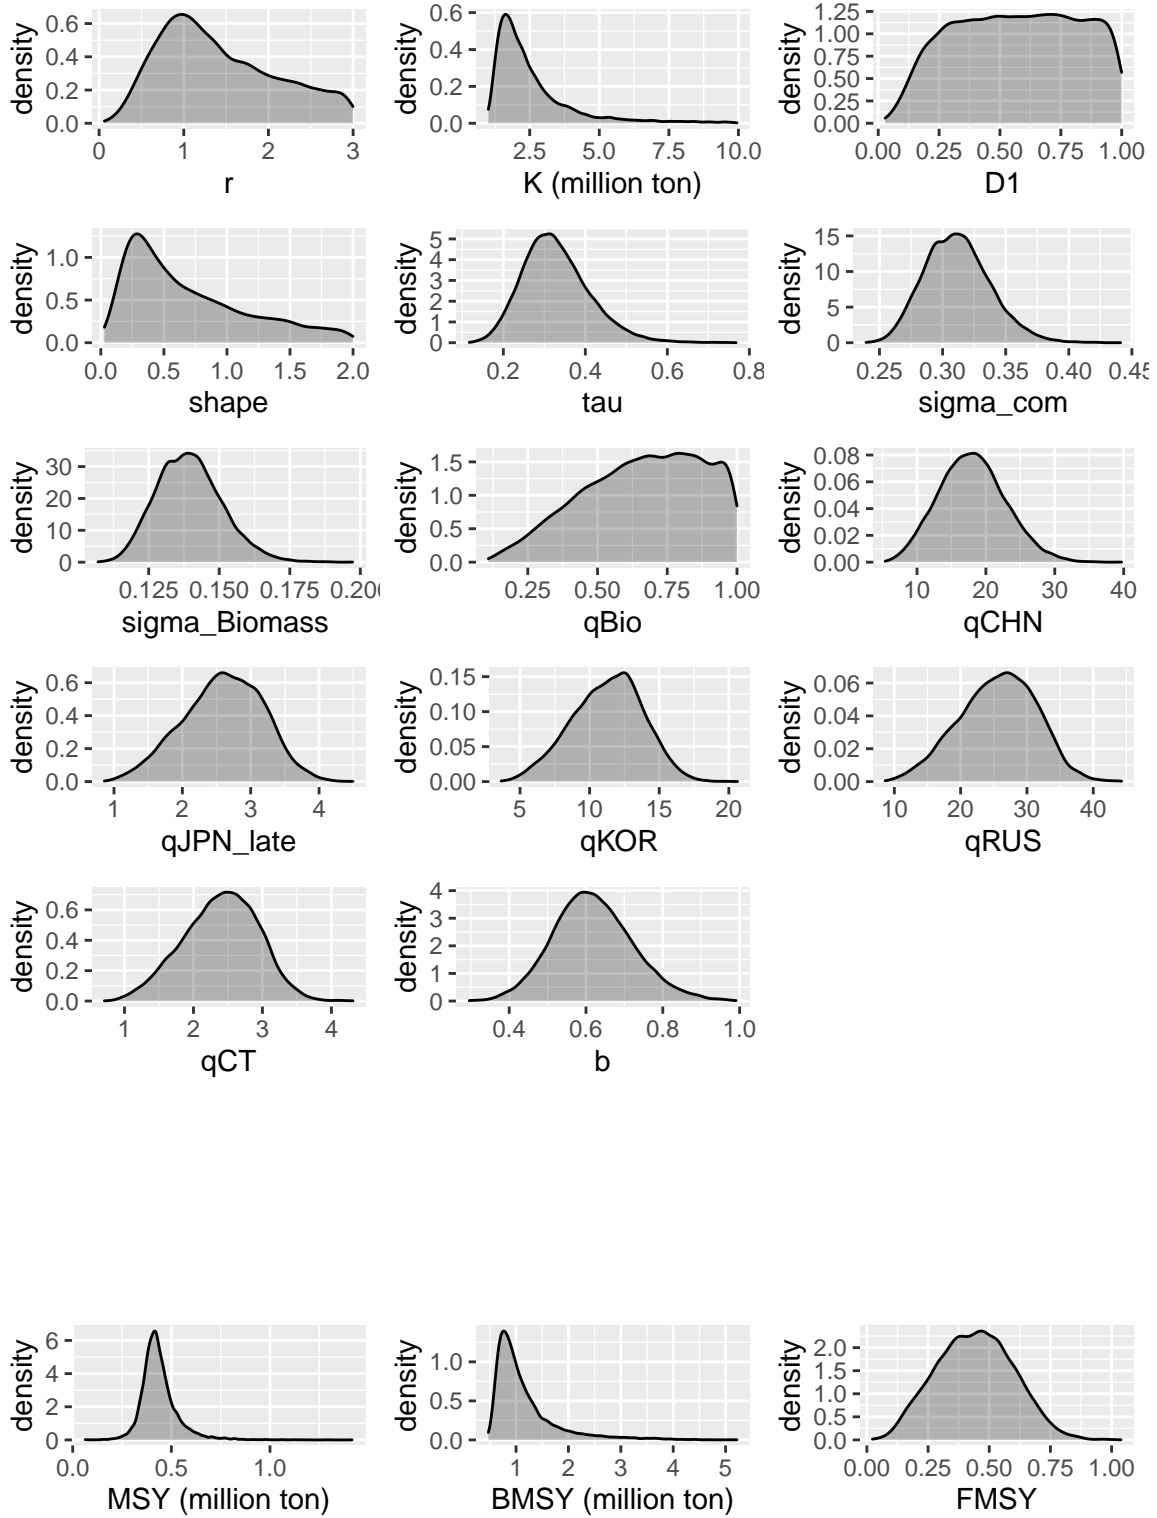 density
0.6
0.4
0.2
0.0
0 1 2 3
r
density
0.6
0.4
0.2
0.0
2.5 5.0 7.5 10.0
K (million ton)
density
1.25
1.00
0.75
0.50
0.25
0.00
0.00 0.25 0.50 0.75 1.00
D1
density
1.0
0.5
0.0
0.0 0.5 1.0 1.5 2.0
shape
density
5
4
3
2
1
0
0.2 0.4 0.6 0.8
tau
density
15
10
5
0
0.25 0.30 0.35 0.40 0.45
sigma_com
density
30
20
10
0
0.125 0.150 0.175 0.200
sigma_Biomass
density
1.5
1.0
0.5
0.0
0.25 0.50 0.75 1.00
qBio
density
0.08
0.06
0.04
0.02
0.00
10 20 30 40
qCHN
density
0.6
0.4
0.2
0.0
1 2 3 4
qJPN_late
density
0.15
0.10
0.05
0.00
5 10 15 20
qKOR
density
0.06
0.04
0.02
0.00
10 20 30 40
qRUS
density
0.6
0.4
0.2
0.0
1 2 3 4
qCT
density
4
3
2
1
0
0.4 0.6 0.8 1.0
b
density
6
4
2
0
0.0 0.5 1.0
MSY (million ton)
density
1.0
0.5
0.0
1 2 3 4 5
BMSY (million ton)
density
2.0
1.5
1.0
0.5
0.0
0.00 0.25 0.50 0.75 1.00
FMSY